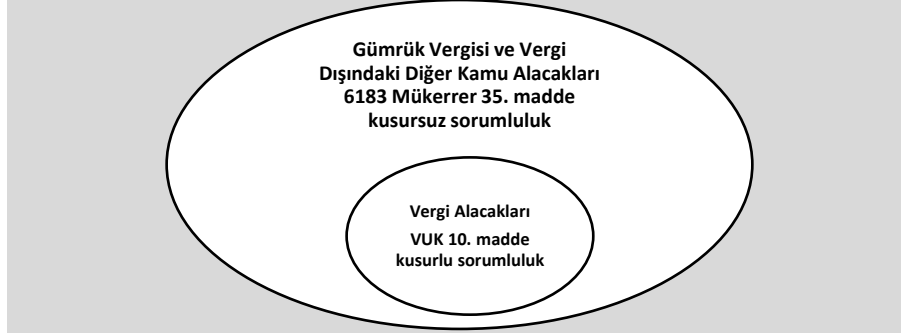 Gümrük Vergisi ve Vergi
Dışındaki Diğer Kamu Alacakları
6183 Mükerrer 35. madde
kusursuz sorumluluk
Vergi Alacakları
VUK 10. madde
kusurlu sorumluluk